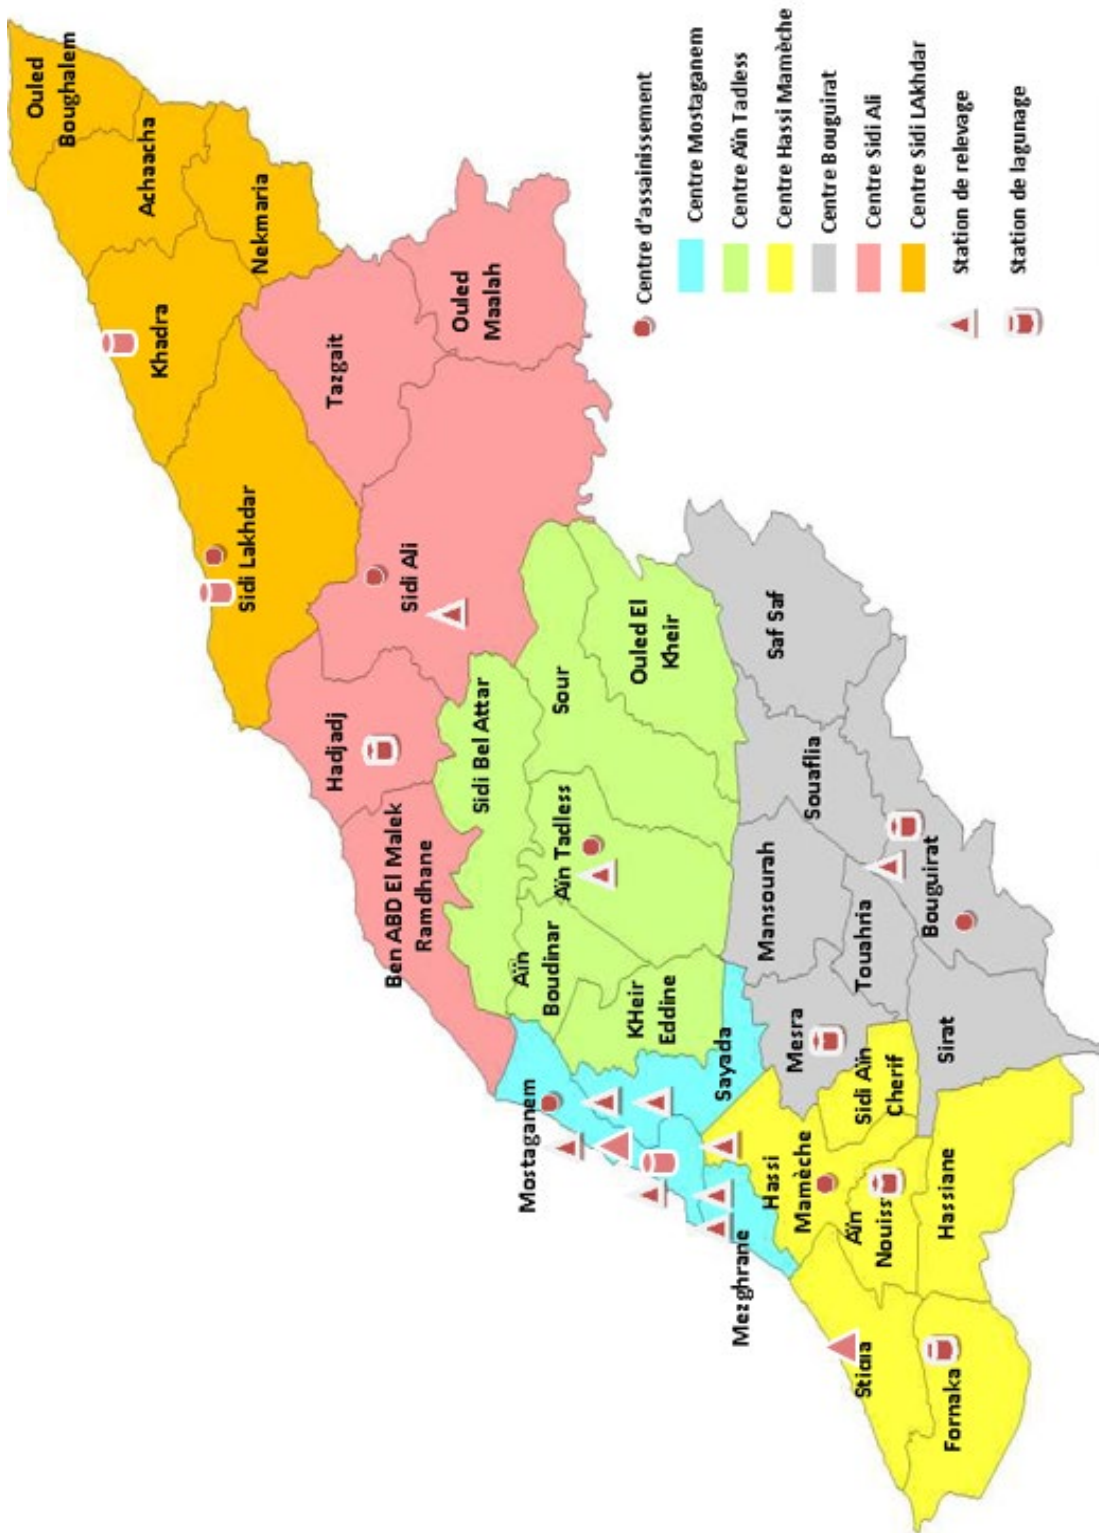 Ouled
Boughalem
Achaacha
Nekmaria
Khadra
Tazgait
Ouled
Maalah
Sidi Lakhdar
Sidi Ali
Hadjadj
Ben ABD El Malek
Ramdhane
Sidi Bel Attar
Sour
Ouled El
Kheir
Aïn Tadless
Aïn
Boudinar
KHeir
Eddine
Saf Saf
Souaflia
Mansourah
Touahria
Bouguirat
Mesra
Sirat
Sayada
Mostaganem
Mezghrane
Hassi
Mamèche
Sidi Aïn
Cherif
Aïn
Nouiss
Hassiane
Stidia
Fornaka
Centre d'assainissement
Centre Mostaganem
Centre Aïn Tadless
Centre Hassi Mamèche
Centre Bouguirat
Centre Sidi Ali
Centre Sidi LAkhdar
Station de relevage
Station de lagunage